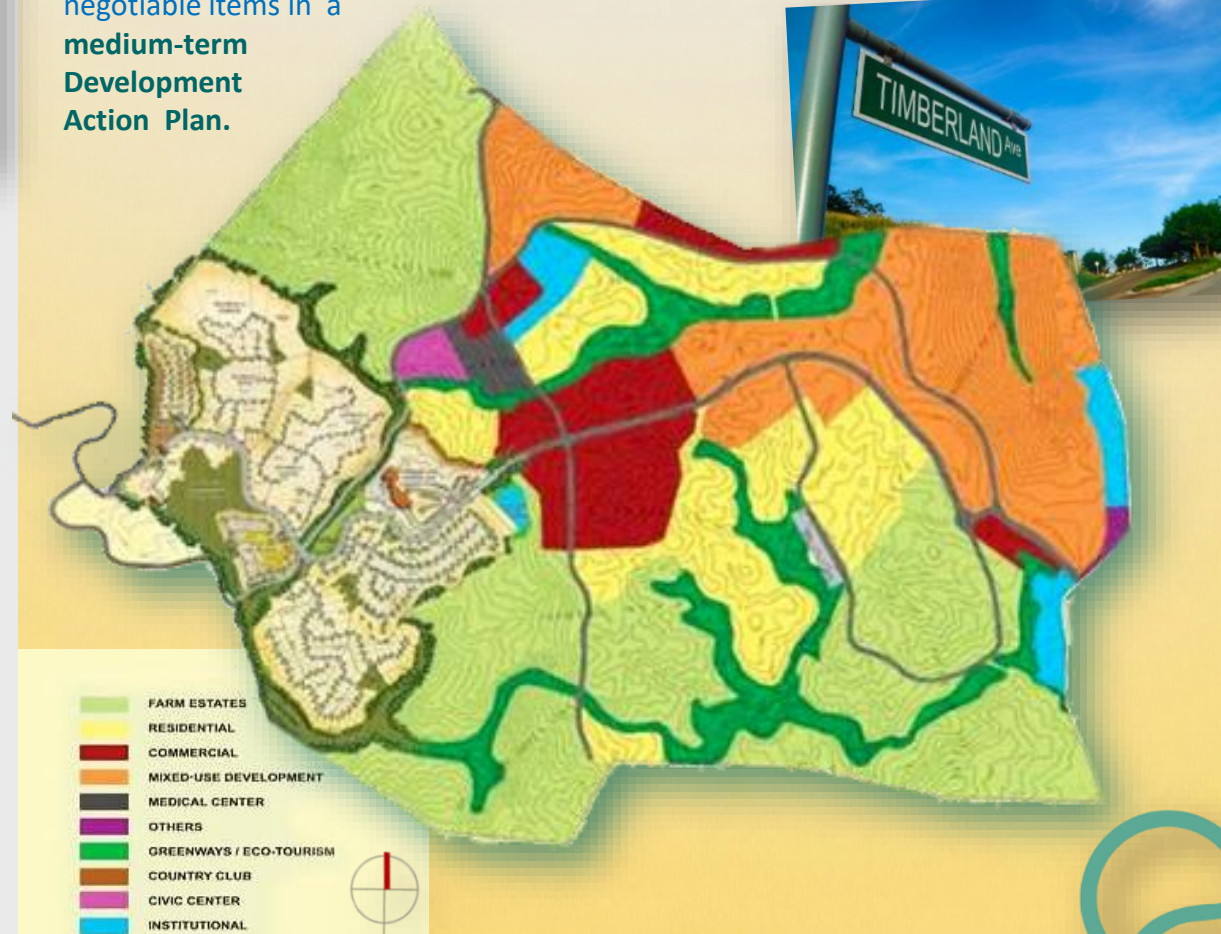 negotiable items in a
medium-term
Development
Action Plan.
TIMBERLAND Ave
FARM ESTATES
RESIDENTIAL
COMMERCIAL
MIXED-USE DEVELOPMENT
MEDICAL CENTER
OTHERS
GREENWAYS / ECO-TOURISM
COUNTRY CLUB
CIVIC CENTER
INSTITUTIONAL